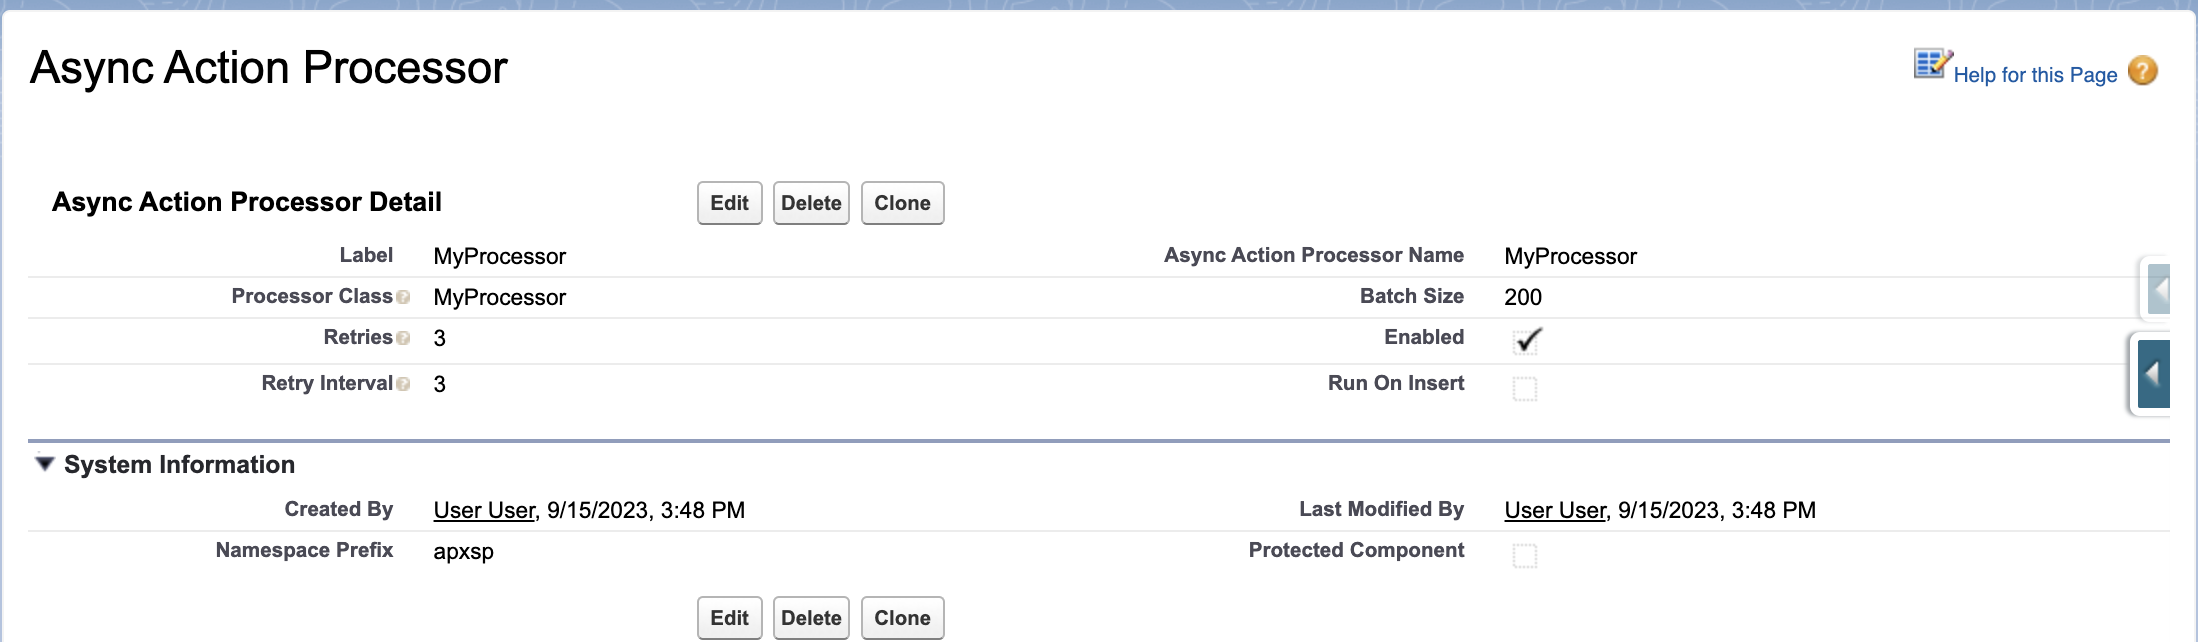 Async Action Processor
Help for this Page ?
Async Action Processor Detail Edit Delete Clone
Label MyProcessor Async Action Processor Name MyProcessor
Processor Class ? MyProcessor Batch Size 200
Retries ? 3 Enabled
Retry Interval ? 3 Run On Insert
System Information
Created By User User, 9/15/2023, 3:48 PM Last Modified By User User, 9/15/2023, 3:48 PM
Namespace Prefix apxsp Protected Component
Edit Delete Clone